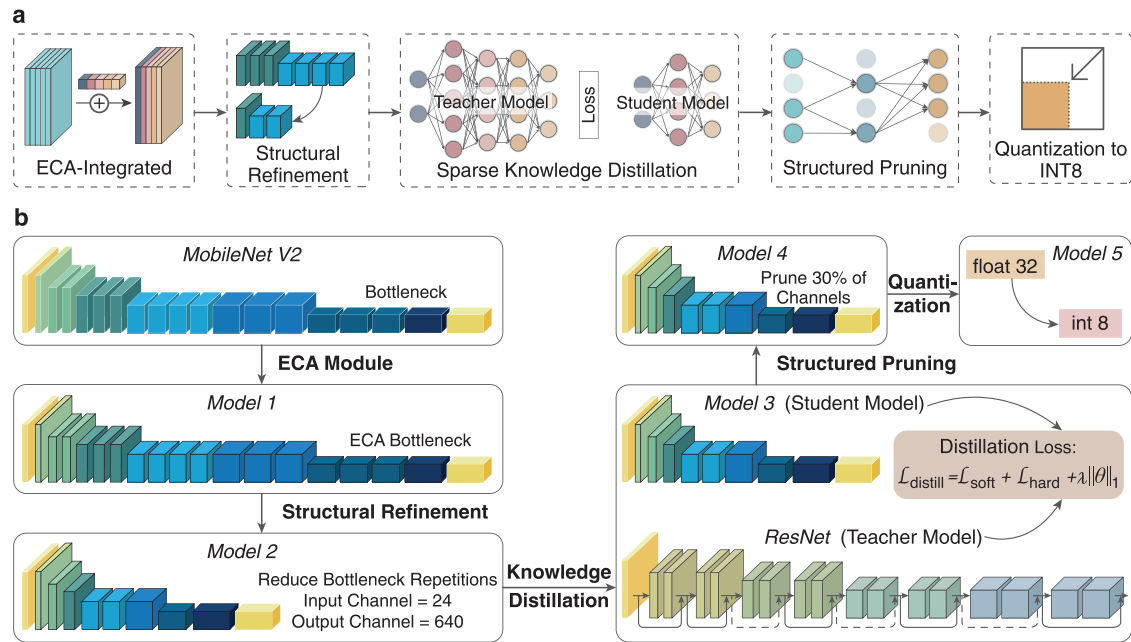 a
ECA-Integrated
Structural
Refinement
Teacher Model
Loss
Student Model
Sparse Knowledge Distillation
Structured Pruning
Quantization to
INT8
b
MobileNet V2
Bottleneck
ECA Module
Model 1
ECA Bottleneck
Structural Refinement
Model 2
Reduce Bottleneck Repetitions
Input Channel = 24
Output Channel = 640
Knowledge
Distillation
Model 4
Prune 30% of
Channels
Quanti-
zation
Model 5
float 32
int 8
Structured Pruning
Model 3 (Student Model)
Distillation Loss:
ℒdistill =ℒsoft + ℒhard +λ||θ||1
ResNet (Teacher Model)